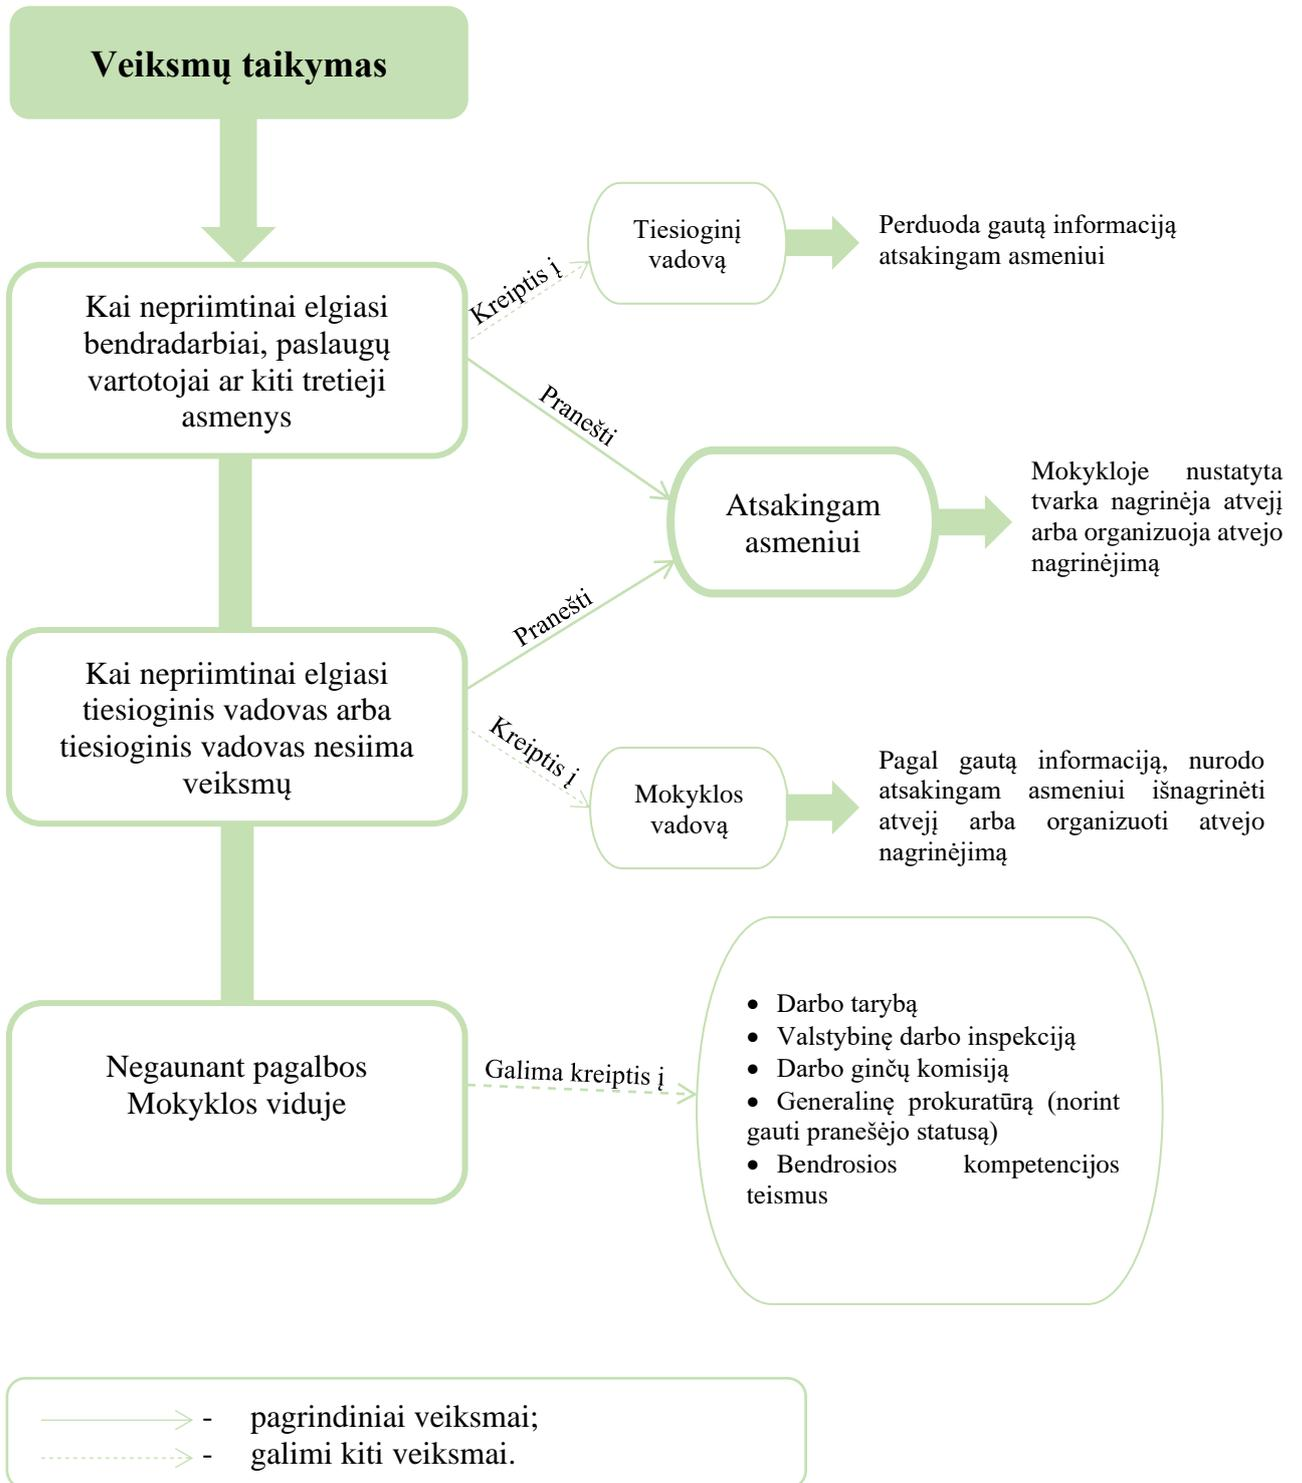 Veiksmų taikymas
Kai nepriimtinai elgiasi
bendradarbiai, paslaugų
vartotojai ar kiti tretieji
asmenys
Kreiptis į
Tiesioginį
vadovą
Perduoda gautą informaciją
atsakingam asmeniui
Pranešti
Atsakingam
asmeniui
Mokykloje nustatyta
tvarka nagrinėja atvejį
arba organizuoja atvejo
nagrinėjimą
Kai nepriimtinai elgiasi
tiesioginis vadovas arba
tiesioginis vadovas nesiima
veiksmų
Pranešti
Kreiptis į
Mokyklos
vadovą
Pagal gautą informaciją, nurodo
atsakingam asmeniui išnagrinėti
atvejį arba organizuoti atvejo
nagrinėjimą
Negaunant pagalbos
Mokyklos viduje
Galima kreiptis į
• Darbo tarybą
• Valstybinę darbo inspekciją
• Darbo ginčų komisiją
• Generalinę prokuratūrą (norint
gauti pranešėjo statusą)
• Bendrosios kompetencijos
teismus
- pagrindiniai veiksmai;
- galimi kiti veiksmai.